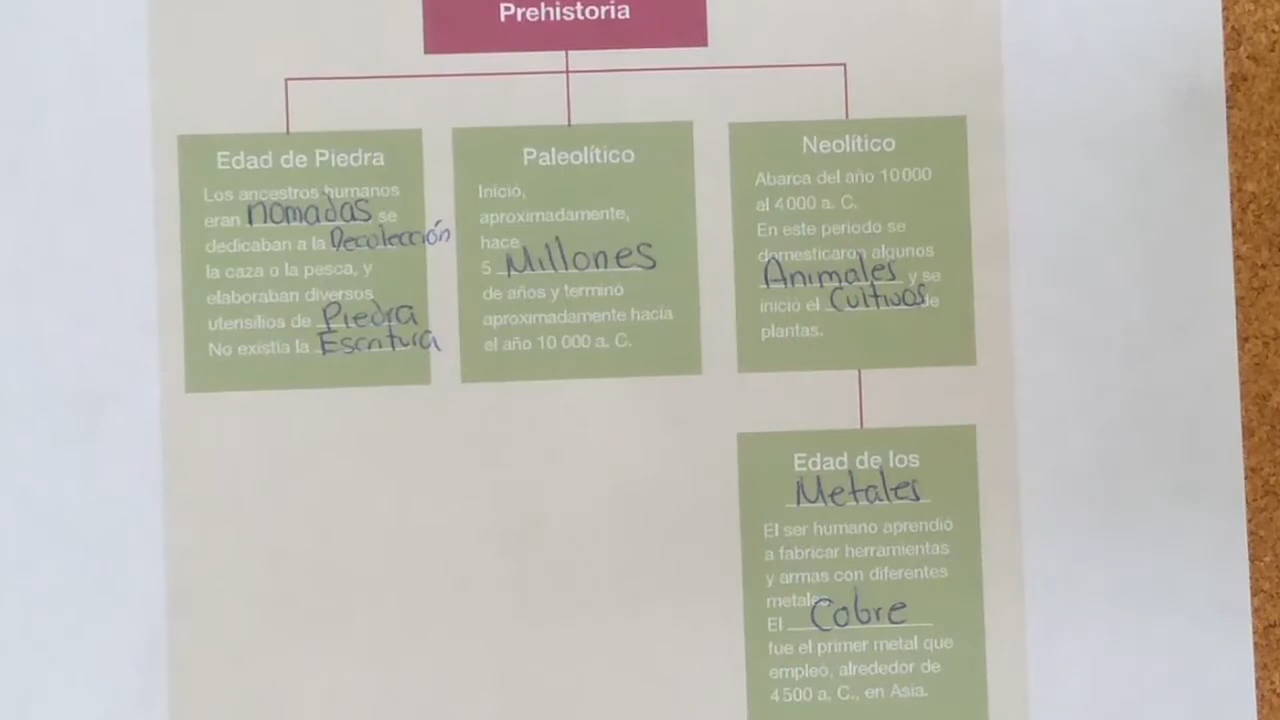 Prehistoria
Edad de Piedra
Los ancestros humanos
eran nomadas se
dedicaban a la Recolección
la caza o la pesca, y
elaboraban diversos
utensilios de Piedra
No existía la Escritura
Paleolítico
Inició,
aproximadamente,
hace
5 Millones
de años y terminó
aproximadamente hacia
el año 10 000 a. C.
Neolítico
Abarca del año 10 000
al 4 000 a. C.
En este periodo se
domesticaron algunos
Animales y se
inició el Cultivos de
plantas.
Edad de los
Metales
El ser humano aprendió
a fabricar herramientas
y armas con diferentes
metales
El Cobre
fue el primer metal que
empleó, alrededor de
4 500 a. C., en Asia.